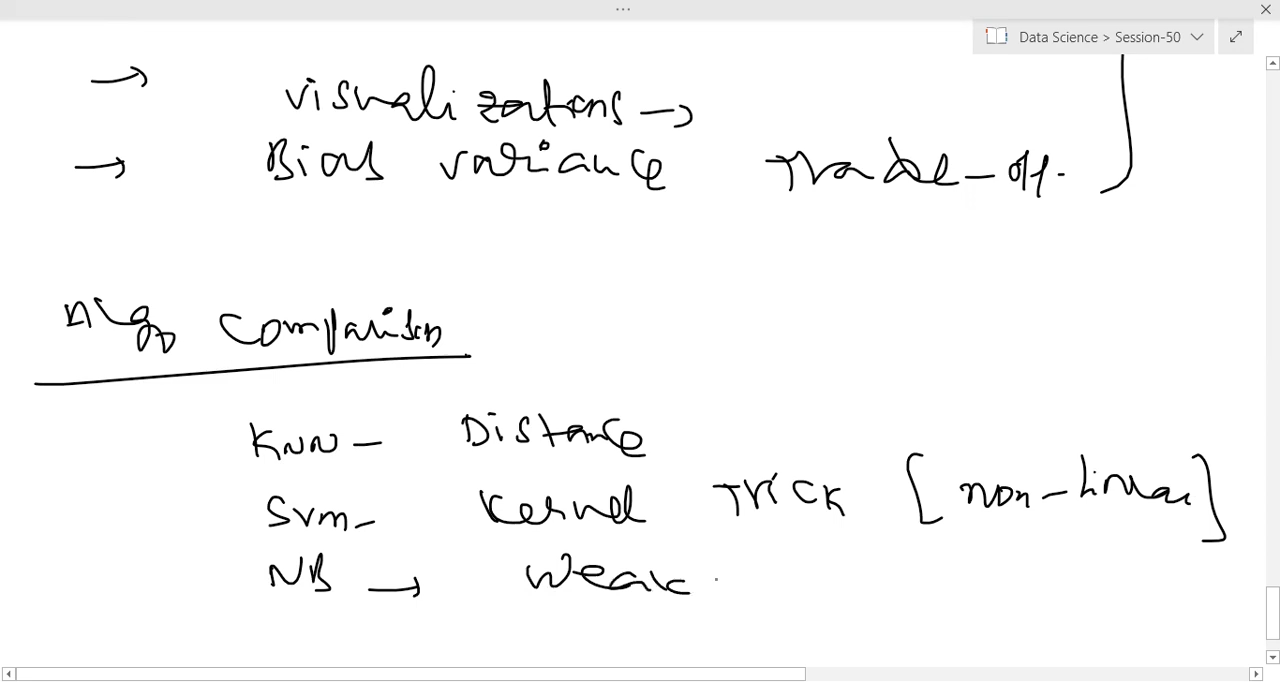 Data Science > Session-50
→ visualizations →
→ Bias variance Trade-off.
Algo Comparison
KNN - Distance
SVM - Kernel TRICK [non-linear]
NB → weak